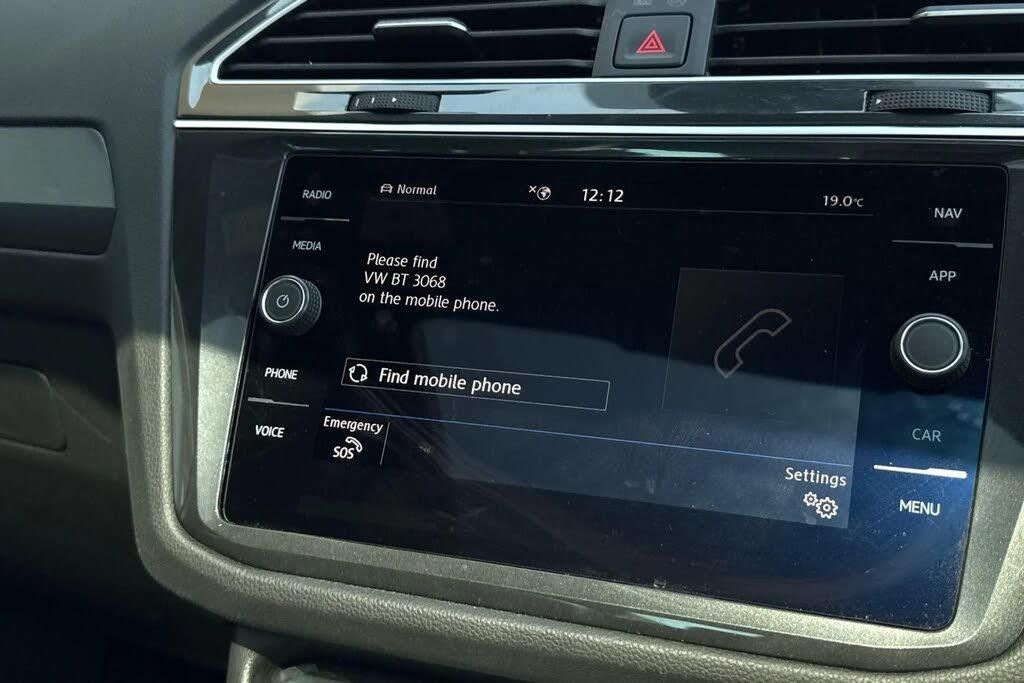 RADIO
MEDIA
PHONE
VOICE
Normal
12:12
19.0°C
Please find
VW BT 3068
on the mobile phone.
Find mobile phone
Emergency
SOS
Settings
NAV
APP
CAR
MENU